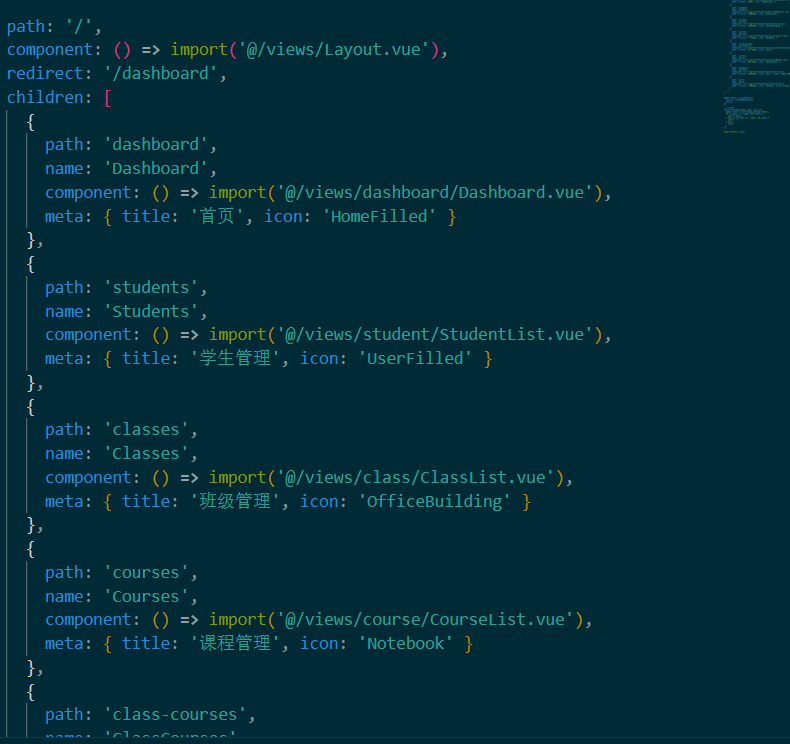 path: '/',
component: () => import('@/views/Layout.vue'),
redirect: '/dashboard',
children: [
{
path: 'dashboard',
name: 'Dashboard',
component: () => import('@/views/dashboard/Dashboard.vue'),
meta: { title: '首页', icon: 'HomeFilled' }
},
{
path: 'students',
name: 'Students',
component: () => import('@/views/student/StudentList.vue'),
meta: { title: '学生管理', icon: 'UserFilled' }
},
{
path: 'classes',
name: 'Classes',
component: () => import('@/views/class/ClassList.vue'),
meta: { title: '班级管理', icon: 'OfficeBuilding' }
},
{
path: 'courses',
name: 'Courses',
component: () => import('@/views/course/CourseList.vue'),
meta: { title: '课程管理', icon: 'Notebook' }
},
{
path: 'class-courses',
name: 'ClassCourses'